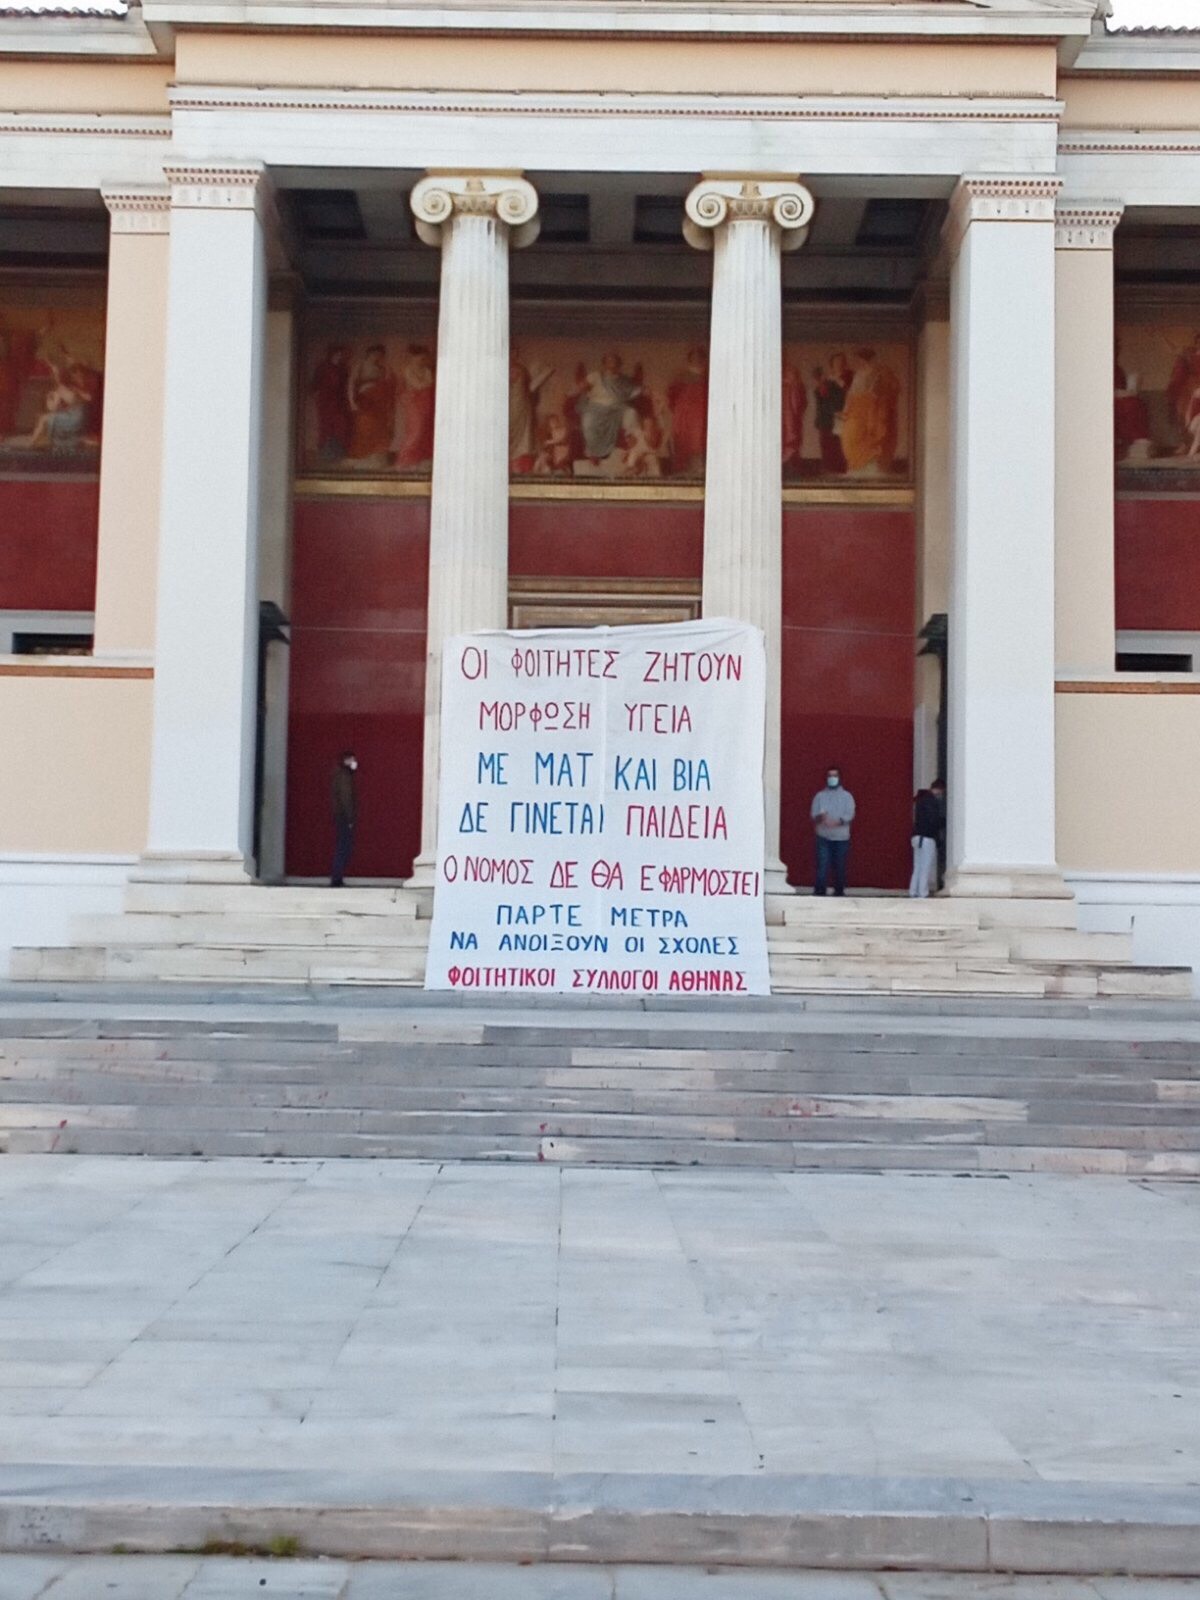 ΟΙ ΦΟΙΤΗΤΕΣ ΖΗΤΟΥΝ
ΜΟΡΦΩΣΗ ΥΓΕΙΑ
ΜΕ ΜΑΤ ΚΑΙ ΒΙΑ
ΔΕ ΓΙΝΕΤΑΙ ΠΑΙΔΕΙΑ
Ο ΝΟΜΟΣ ΔΕ ΘΑ ΕΦΑΡΜΟΣΤΕΙ
ΠΑΡΤΕ ΜΕΤΡΑ
ΝΑ ΑΝΟΙΞΟΥΝ ΟΙ ΣΧΟΛΕΣ
ΦΟΙΤΗΤΙΚΟΙ ΣΥΛΛΟΓΟΙ ΑΘΗΝΑΣ